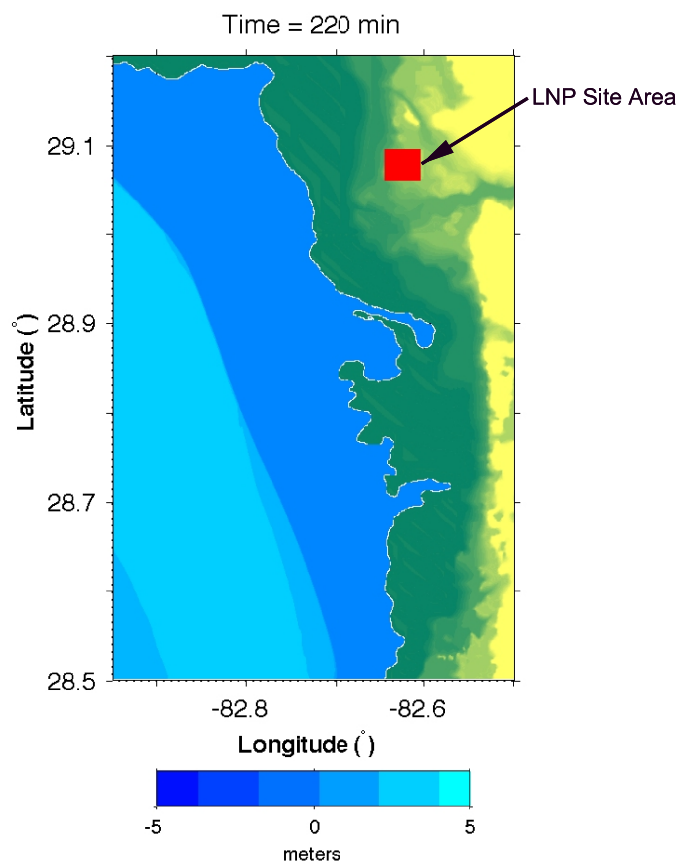 Time = 220 min
LNP Site Area
29.1
28.9
28.7
28.5
Latitude (°)
-82.8
-82.6
Longitude (°)
-5
0
5
meters